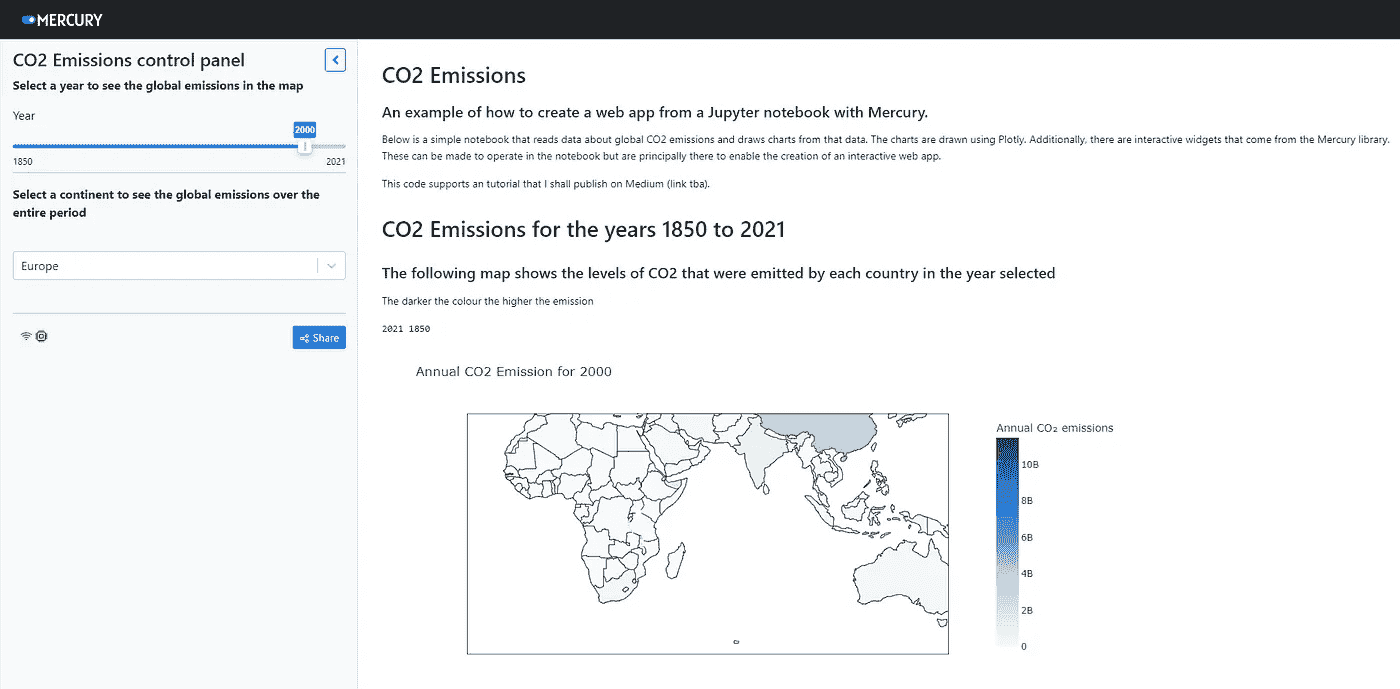 MERCURY
CO2 Emissions control panel
Select a year to see the global emissions in the map
Year
2000
1850
2021
Select a continent to see the global emissions over the
entire period
Europe
Share
CO2 Emissions
An example of how to create a web app from a Jupyter notebook with Mercury.
Below is a simple notebook that reads data about global CO2 emissions and draws charts from that data. The charts are drawn using Plotly. Additionally, there are interactive widgets that come from the Mercury library.
These can be made to operate in the notebook but are principally there to enable the creation of an interactive web app.
This code supports an tutorial that I shall publish on Medium (link tba).
CO2 Emissions for the years 1850 to 2021
The following map shows the levels of CO2 that were emitted by each country in the year selected
The darker the colour the higher the emission
2021 1850
Annual CO2 Emission for 2000
Annual CO₂ emissions
10B
8B
6B
4B
2B
0